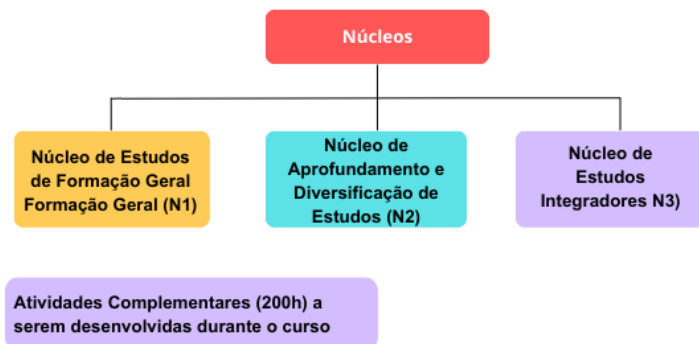 Núcleos
Núcleo de Estudos
de Formação Geral
Formação Geral (N1)
Núcleo de
Aprofundamento e
Diversificação de
Estudos (N2)
Núcleo de
Estudos
Integradores N3)
Atividades Complementares (200h) a
serem desenvolvidas durante o curso